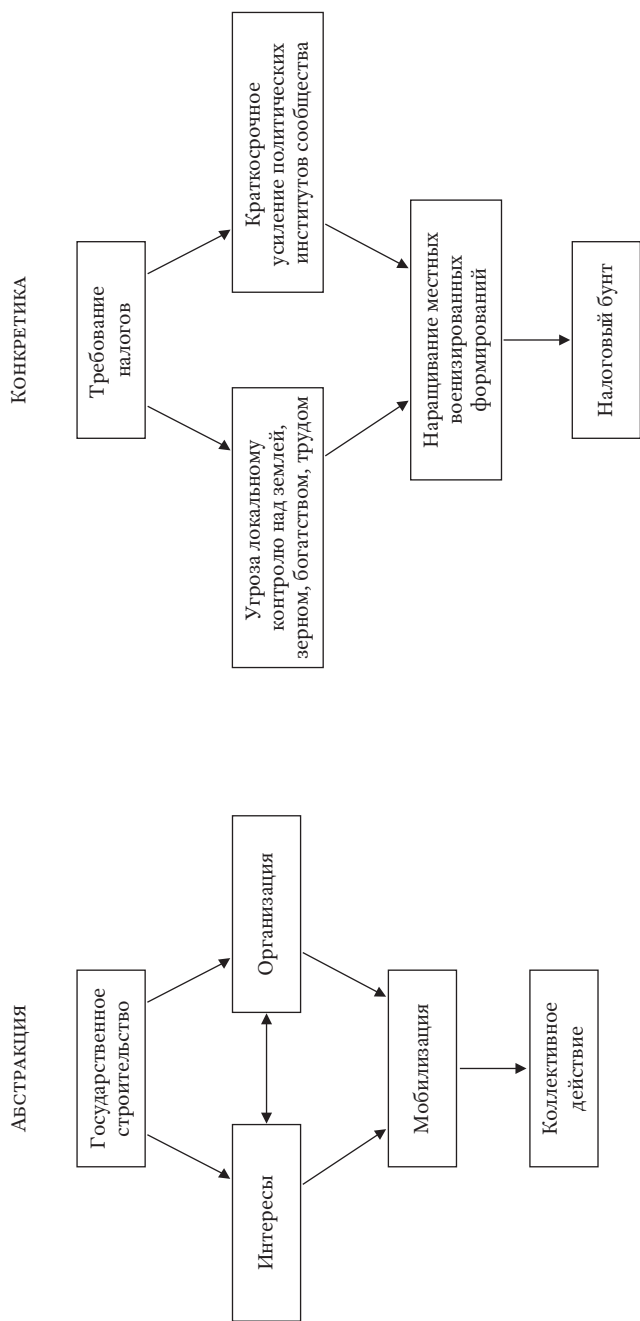 АБСТРАКЦИЯ
Государственное
строительство
Интересы
Организация
Мобилизация
Коллективное
действие
КОНКРЕТИКА
Требование
налогов
Угроза локальному
контролю над землей,
зерном, богатством, трудом
Краткосрочное
усиление политических
институтов сообщества
Наращивание местных
военизированных
формирований
Налоговый бунт